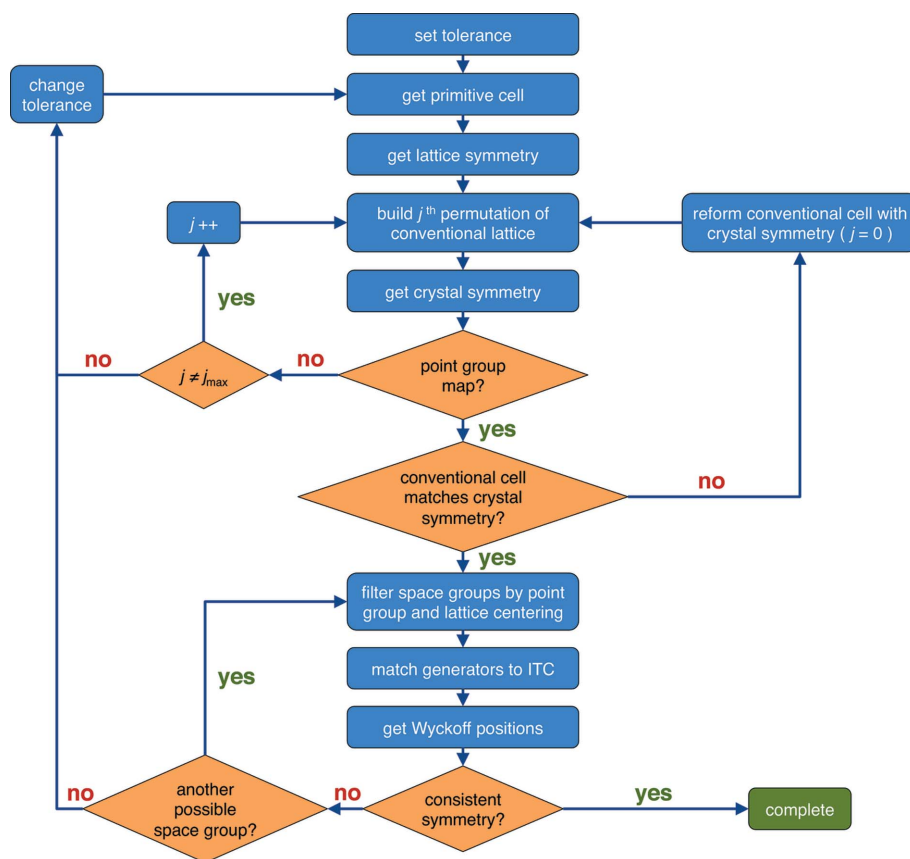 set tolerance
change
tolerance
get primitive cell
get lattice symmetry
j ++
build j th permutation of
conventional lattice
reform conventional cell with
crystal symmetry ( j = 0 )
get crystal symmetry
yes
no
j ≠ jmax
no
point group
map?
yes
conventional cell
matches crystal
symmetry?
no
yes
filter space groups by point
group and lattice centering
yes
match generators to ITC
get Wyckoff positions
no
another
possible
space group?
no
consistent
symmetry?
yes
complete